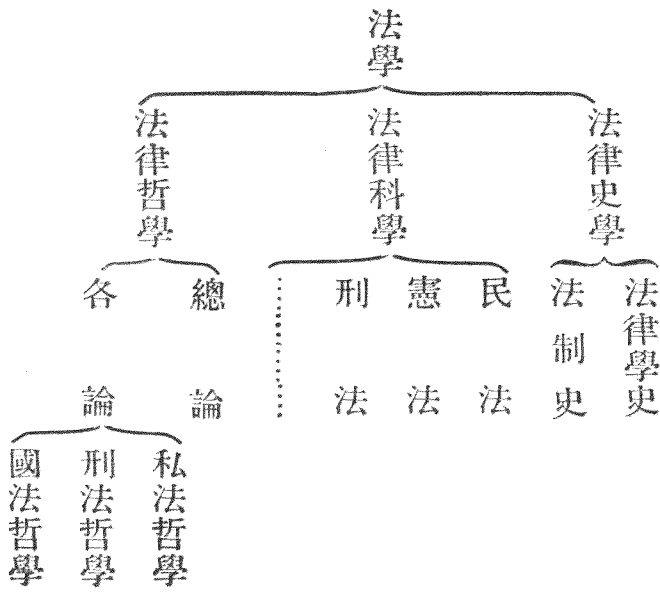 法學
法律史學
法律科學
法律哲學
法律學史
法制史
民法
憲法
刑法
總論
各論
私法哲學
刑法哲學
國法哲學